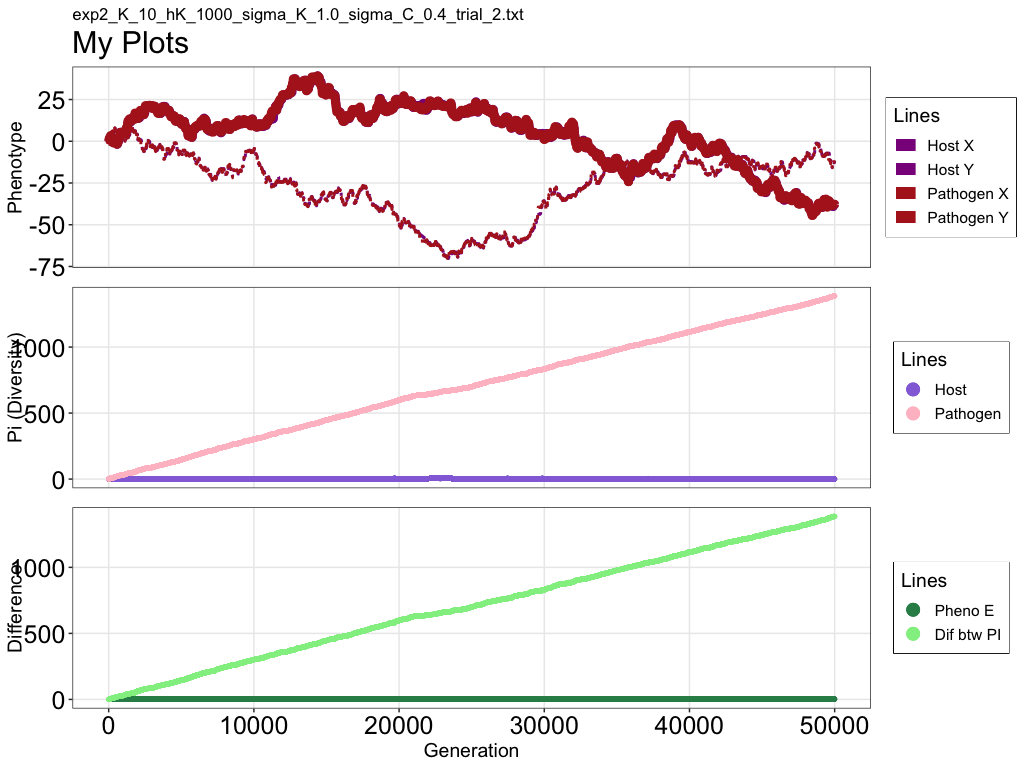 exp2_K_10_hK_1000_sigma_K_1.0_sigma_C_0.4_trial_2.txt
My Plots
Phenotype
25
0
-25
-50
-75
Lines
Host X
Host Y
Pathogen X
Pathogen Y
Pi (Diversity)
1000
500
0
Lines
Host
Pathogen
Difference
1000
500
0
Lines
Pheno E
Dif btw PI
0 10000 20000 30000 40000 50000
Generation